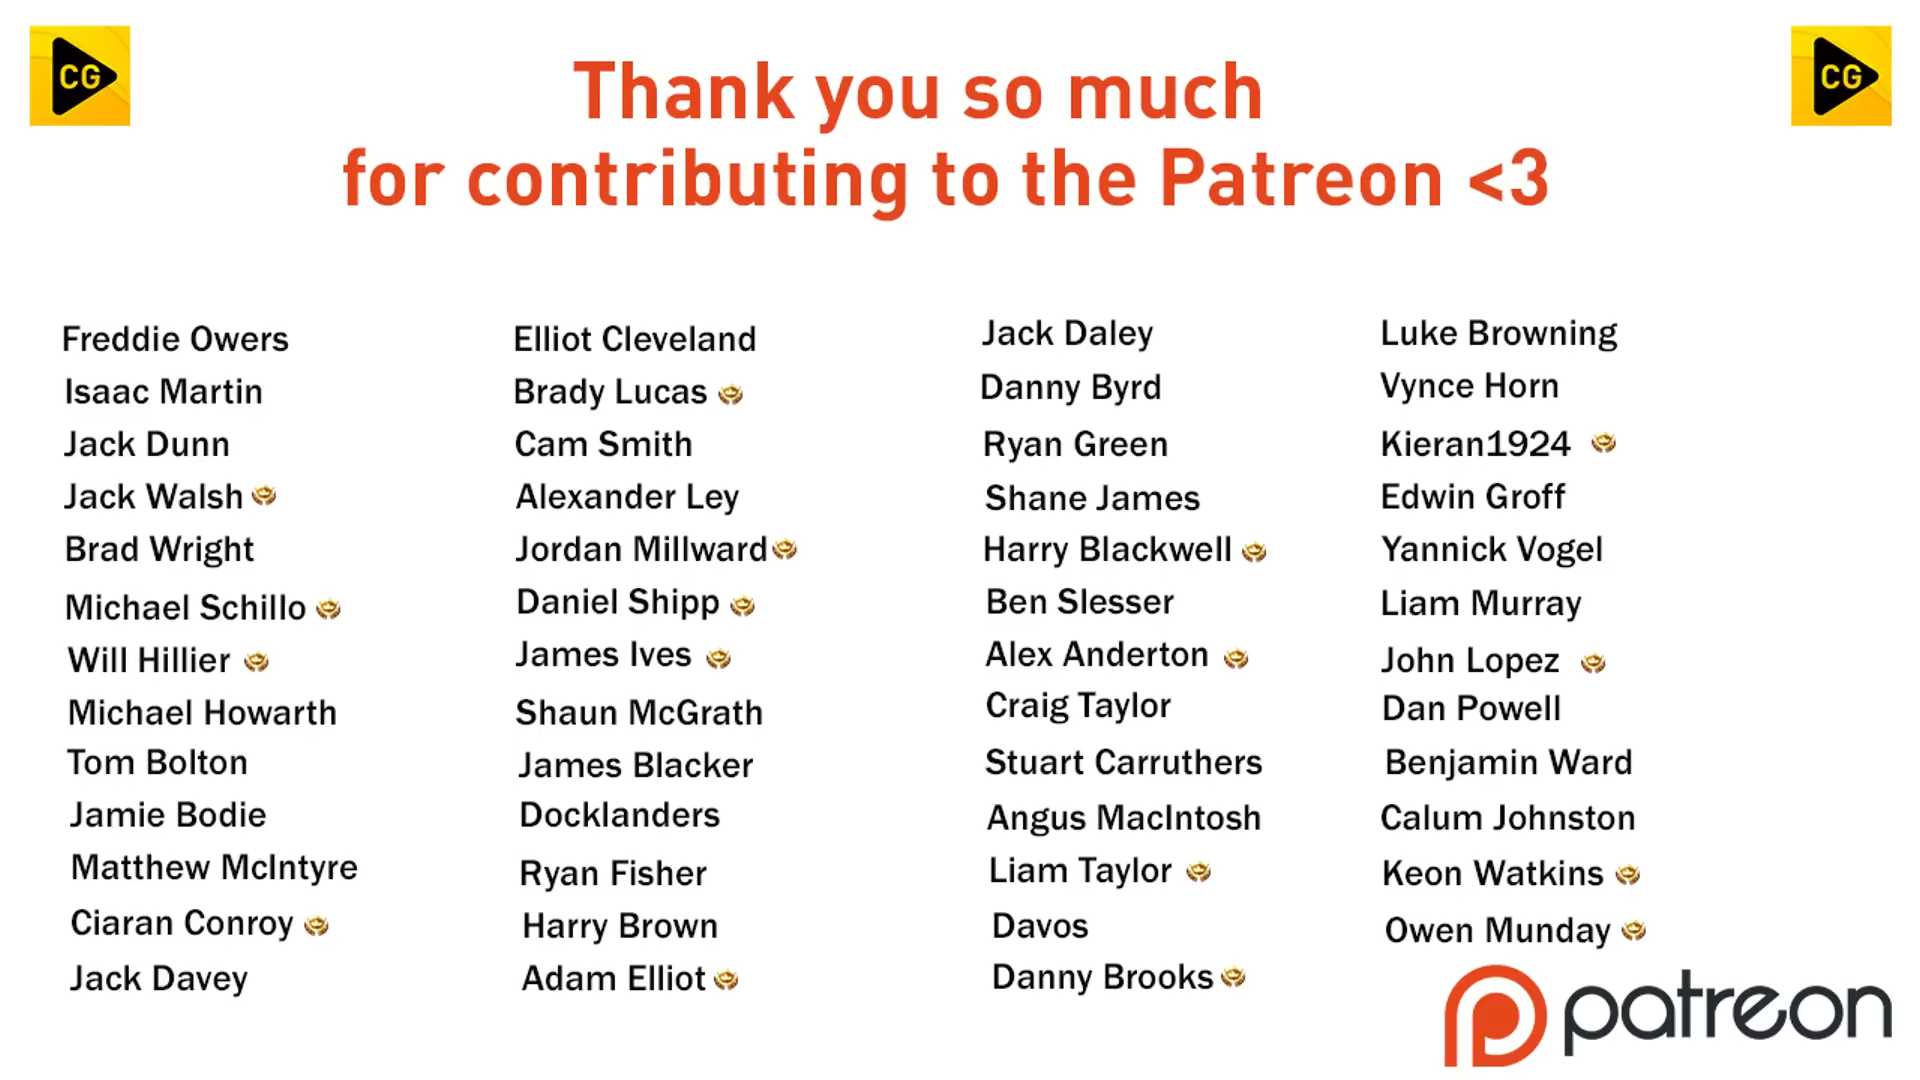 CG
CG
Thank you so much
for contributing to the Patreon <3
Freddie Owers
Isaac Martin
Jack Dunn
Jack Walsh
Brad Wright
Michael Schillo
Will Hillier
Michael Howarth
Tom Bolton
Jamie Bodie
Matthew McIntyre
Ciaran Conroy
Jack Davey
Elliot Cleveland
Brady Lucas
Cam Smith
Alexander Ley
Jordan Millward
Daniel Shipp
James Ives
Shaun McGrath
James Blacker
Docklanders
Ryan Fisher
Harry Brown
Adam Elliot
Jack Daley
Danny Byrd
Ryan Green
Shane James
Harry Blackwell
Ben Slesser
Alex Anderton
Craig Taylor
Stuart Carruthers
Angus MacIntosh
Liam Taylor
Davos
Danny Brooks
Luke Browning
Vynce Horn
Kieran1924
Edwin Groff
Yannick Vogel
Liam Murray
John Lopez
Dan Powell
Benjamin Ward
Calum Johnston
Keon Watkins
Owen Munday
patreon